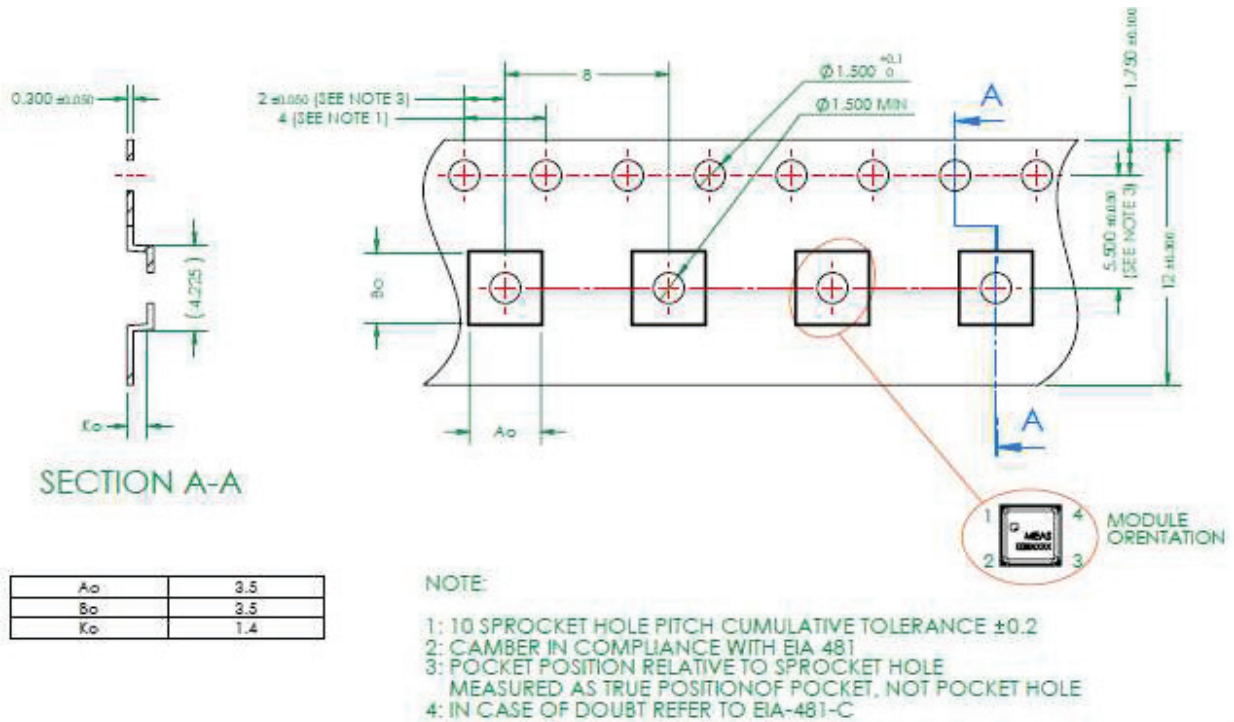 0.300 ±0.050
2 ±0.050 (SEE NOTE 3)
4 (SEE NOTE 1)
8
Ø1.500 +0.1 0
Ø1.500 MIN
A
1.750 ±0.100
5.500 ±0.050
(SEE NOTE 3)
12 ±0.300
Bo
(4.225)
Ko
Ao
A
SECTION A-A
1
4
MEAS
2
3
MODULE
ORENTATION
Ao 3.5
Bo 3.5
Ko 1.4
NOTE:
1: 10 SPROCKET HOLE PITCH CUMULATIVE TOLERANCE ±0.2
2: CAMBER IN COMPLIANCE WITH EIA 481
3: POCKET POSITION RELATIVE TO SPROCKET HOLE
MEASURED AS TRUE POSITIONOF POCKET, NOT POCKET HOLE
4: IN CASE OF DOUBT REFER TO EIA-481-C